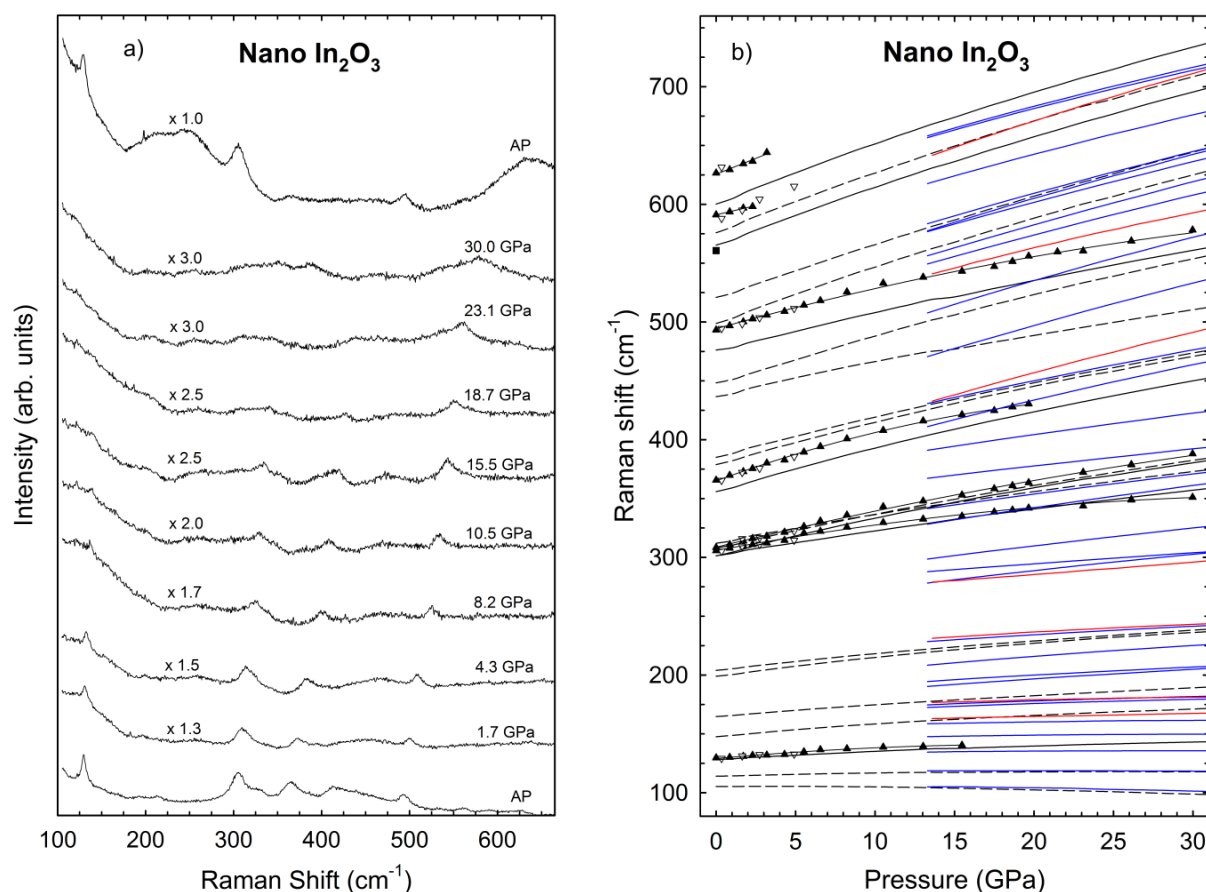 a)
Nano In₂O₃
x 1.0
AP
30.0 GPa
x 3.0
23.1 GPa
x 3.0
18.7 GPa
x 2.5
15.5 GPa
x 2.5
10.5 GPa
x 2.0
8.2 GPa
x 1.7
4.3 GPa
x 1.5
1.7 GPa
x 1.3
AP
Intensity (arb. units)
100 200 300 400 500 600
Raman Shift (cm⁻¹)
b)
Nano In₂O₃
700
600
500
400
300
200
100
Raman shift (cm⁻¹)
0 5 10 15 20 25 30
Pressure (GPa)